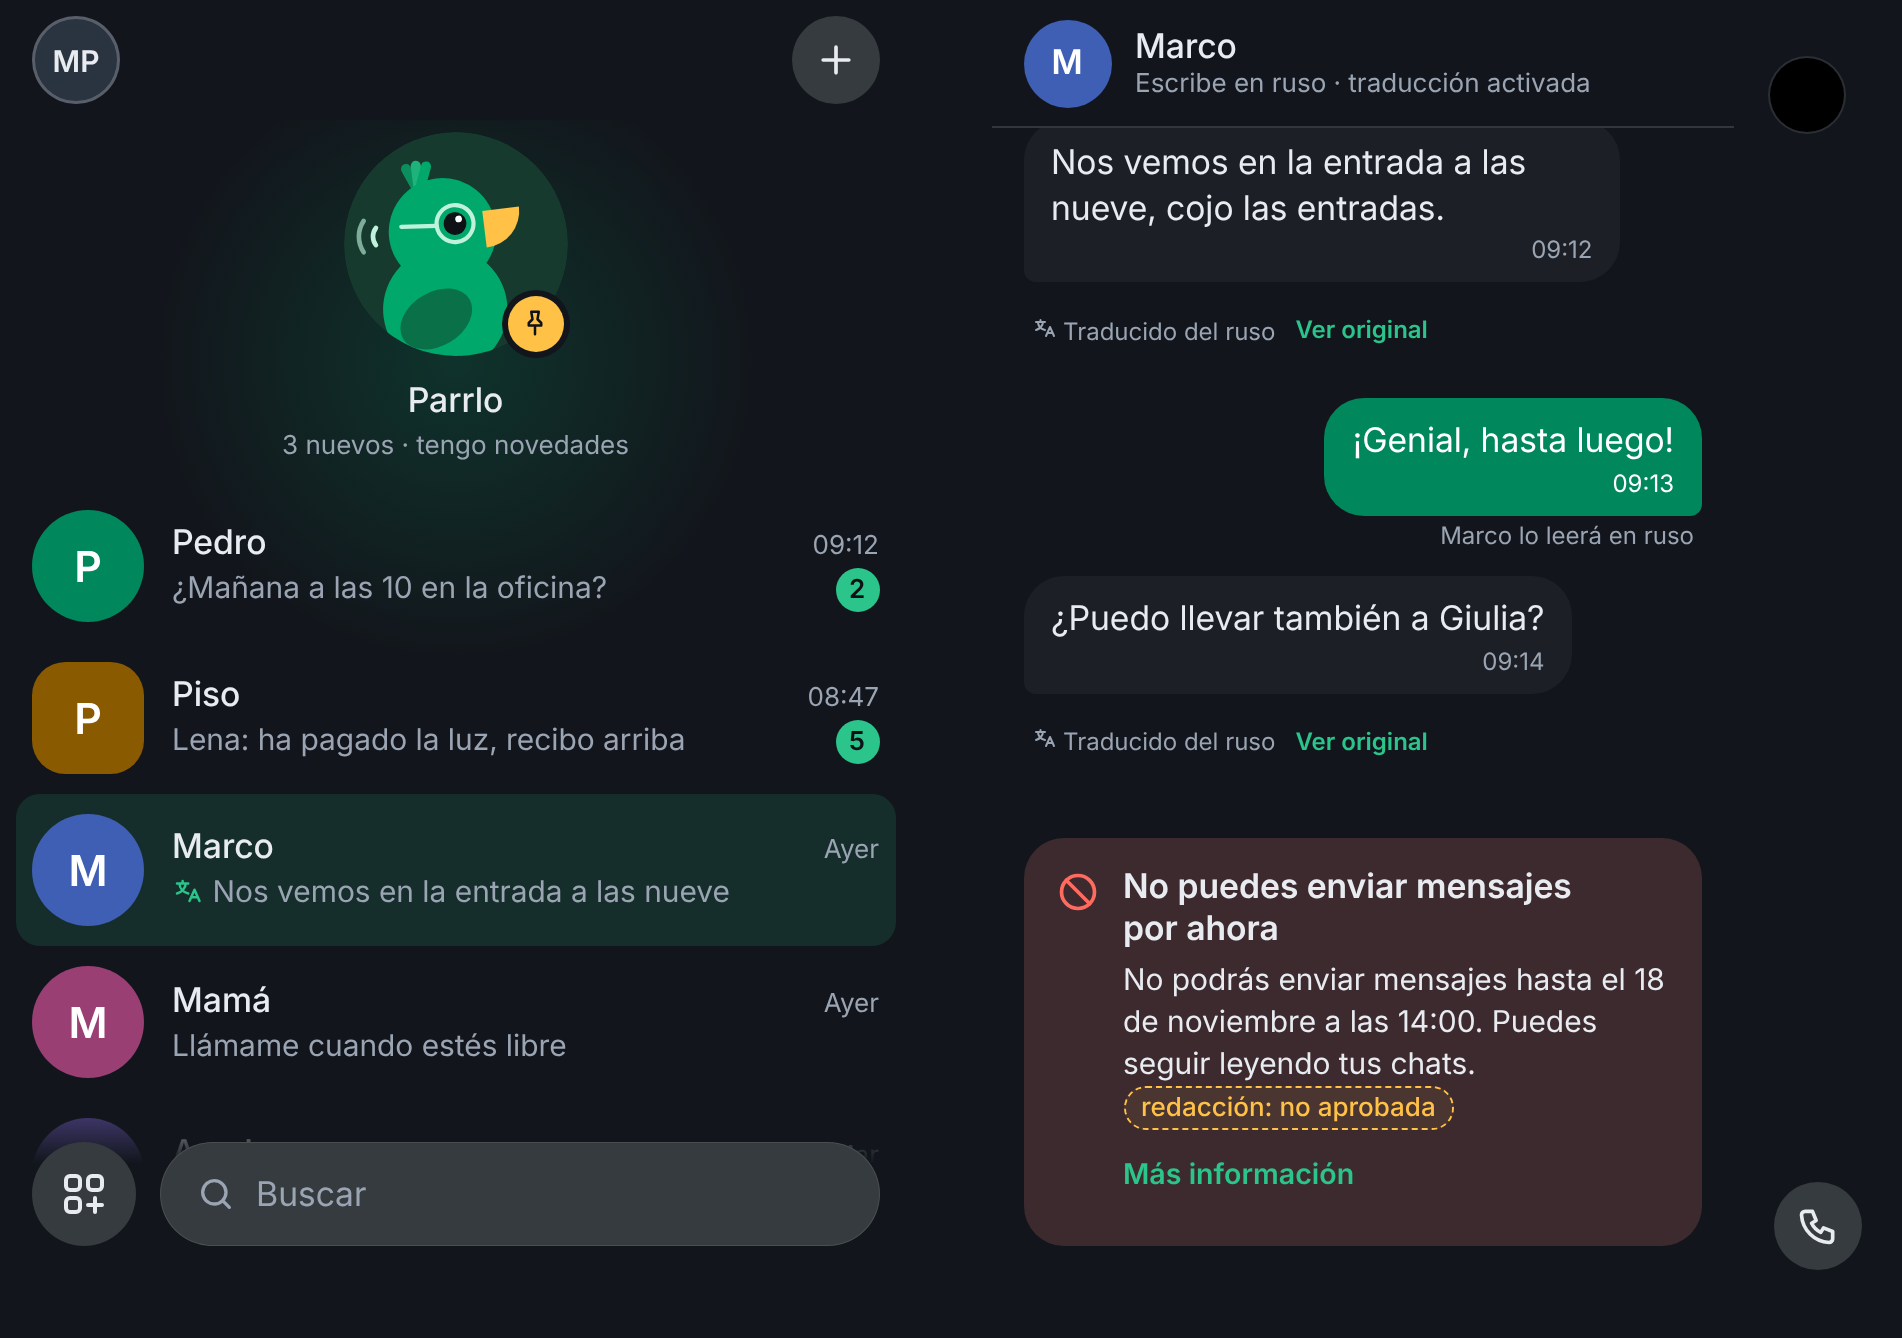 MP
Parrlo
3 nuevos · tengo novedades
P
Pedro
09:12
¿Mañana a las 10 en la oficina?
2
P
Piso
08:47
Lena: ha pagado la luz, recibo arriba
5
M
Marco
Ayer
Nos vemos en la entrada a las nueve
M
Mamá
Ayer
Llámame cuando estés libre
Buscar
M
Marco
Escribe en ruso · traducción activada
Nos vemos en la entrada a las
nueve, cojo las entradas.
09:12
Traducido del ruso Ver original
¡Genial, hasta luego!
09:13
Marco lo leerá en ruso
¿Puedo llevar también a Giulia?
09:14
Traducido del ruso Ver original
No puedes enviar mensajes
por ahora
No podrás enviar mensajes hasta el 18
de noviembre a las 14:00. Puedes
seguir leyendo tus chats.
redacción: no aprobada
Más información